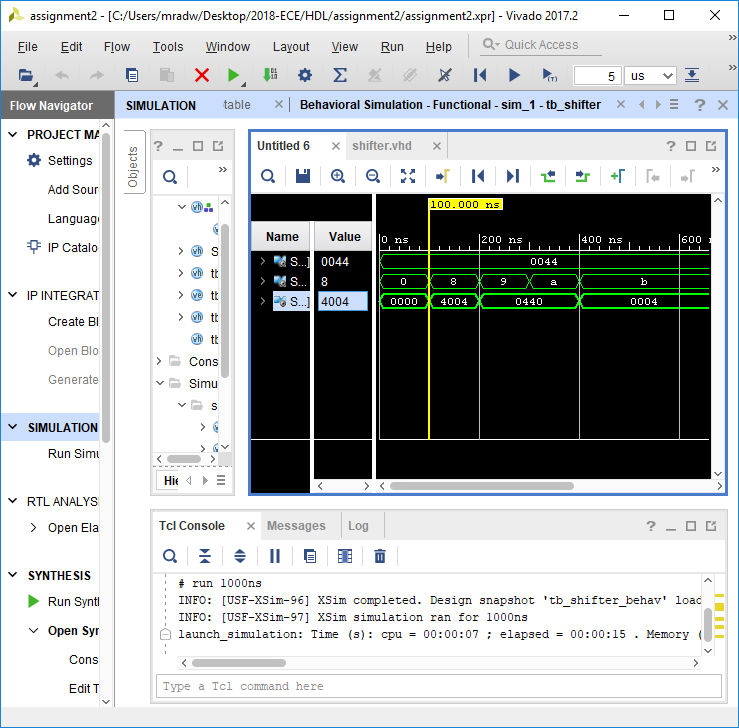 assignment2 - [C:/Users/mradw/Desktop/2018-ECE/HDL/assignment2/assignment2.xpr] - Vivado 2017.2
File Edit Flow Tools Window Layout View Run Help Quick Access
5 us
Flow Navigator
SIMULATION table Behavioral Simulation - Functional - sim_1 - tb_shifter
PROJECT MA
Settings
Add Sour
Languag
IP Catalo
IP INTEGRAT
Create Bl
Open Blo
Generate
SIMULATION
Run Simu
RTL ANALYS
Open Ela
SYNTHESIS
Run Synt
Open Syn
Cons
Edit T
Objects
S
tb
tb
tb
tb
Cons
Simu
s
Hie
Untitled 6 shifter.vhd
100.000 ns
Name Value
0 ns 200 ns 400 ns 600
S...] 0044 0044
S... 8 0 8 9 a b
S...] 4004 0000 4004 0440 0004
Tcl Console Messages Log
# run 1000ns
INFO: [USF-XSim-96] XSim completed. Design snapshot 'tb_shifter_behav' load
INFO: [USF-XSim-97] XSim simulation ran for 1000ns
launch_simulation: Time (s): cpu = 00:00:07 ; elapsed = 00:00:15 . Memory (
Type a Tcl command here